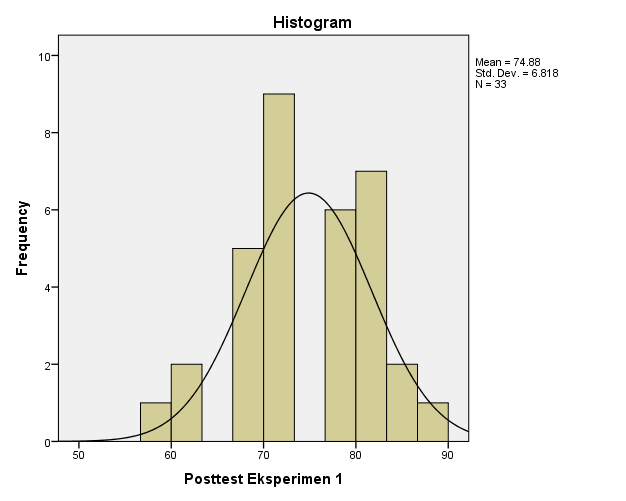 Histogram
Mean = 74.88
Std. Dev. = 6.818
N = 33
Frequency
10
8
6
4
2
0
50 60 70 80 90
Posttest Eksperimen 1